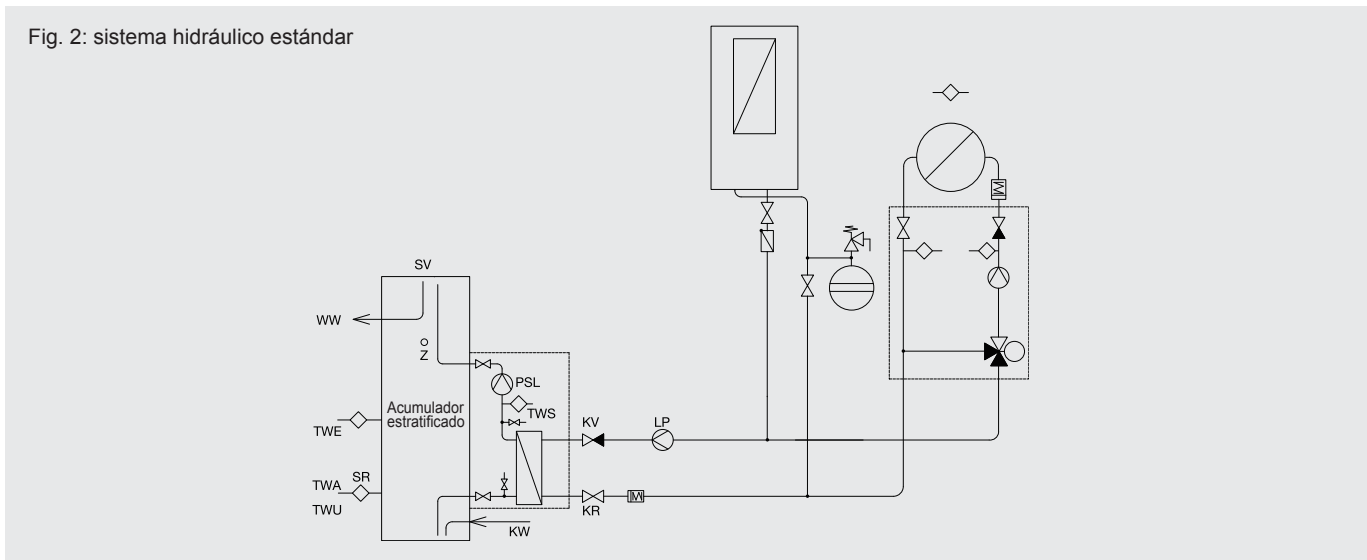 Fig. 2: sistema hidráulico estándar
SV
WW
Z
PSL
Acumulador
estratificado
TWS
TWE
KV
LP
TWA
SR
TWU
KR
KW